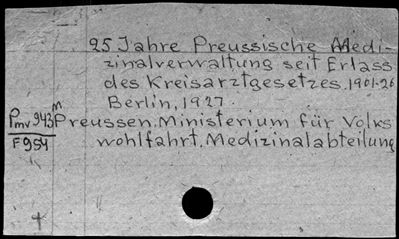 25 Jahre Preussische Medi-
zinalverwaltung seit Erlass
des Kreisarztgesetzes. 1901-26
Berlin, 1927.
Pmv 943m
F954
Preussen. Ministerium für Volks
wohlfahrt. Medizinalabteilung